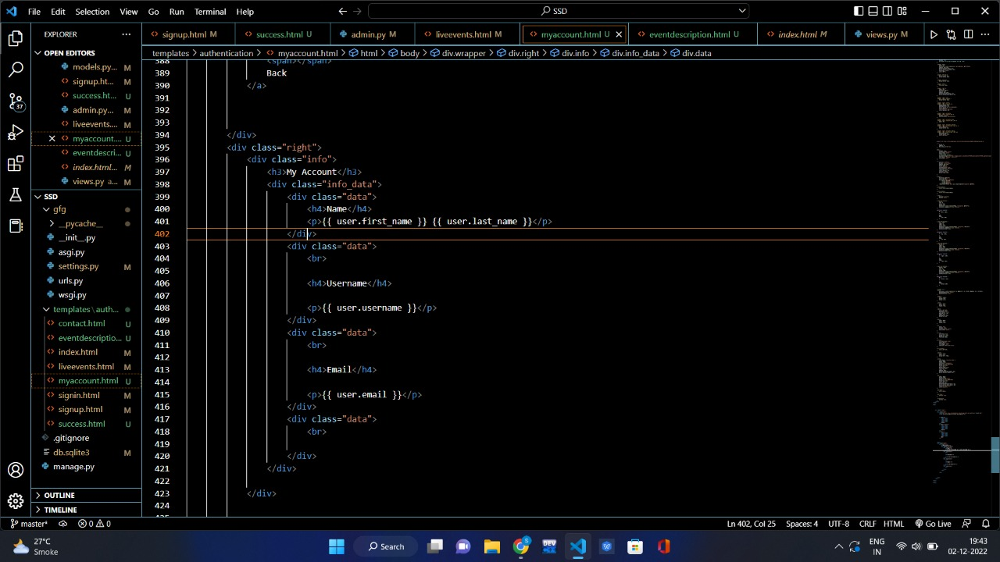 File Edit Selection View Go Run Terminal Help
SSD
EXPLORER
signup.html M
success.html U
admin.py M
liveevents.html M
myaccount.html U
eventdescription.html U
index.html M
views.py M
templates > authentication > myaccount.html > html > body > div.wrapper > div.right > div.info > div.info_data > div.data
OPEN EDITORS
models.py... M
signup.ht... M
success.ht... U
admin.py... M
liveevents.... M
myaccount.... U
eventdescri... U
index.html... M
views.py a... M
SSD
gfg
__pycache__
__init__.py
asgi.py
settings.py M
urls.py
wsgi.py
templates \ auth...
contact.html U
eventdescriptio... U
index.html M
liveevents.html M
myaccount.html U
signin.html M
signup.html M
success.html U
.gitignore
db.sqlite3 M
manage.py
OUTLINE
TIMELINE
388 <span></span>
389 Back
390 </a>
391
392
393
394 </div>
395 <div class="right">
396 <div class="info">
397 <h3>My Account</h3>
398 <div class="info_data">
399 <div class="data">
400 <h4>Name</h4>
401 <p>{{ user.first_name }} {{ user.last_name }}</p>
402 </div>
403 <div class="data">
404 <br>
405
406 <h4>Username</h4>
407
408 <p>{{ user.username }}</p>
409 </div>
410 <div class="data">
411 <br>
412
413 <h4>Email</h4>
414
415 <p>{{ user.email }}</p>
416 </div>
417 <div class="data">
418 <br>
419
420 </div>
421 </div>
422
423 </div>
424
37
master*
0 0
Ln 402, Col 25 Spaces: 4 UTF-8 CRLF HTML Go Live
27°C
Smoke
Search
S
DEV
ENG
IN
19:43
02-12-2022